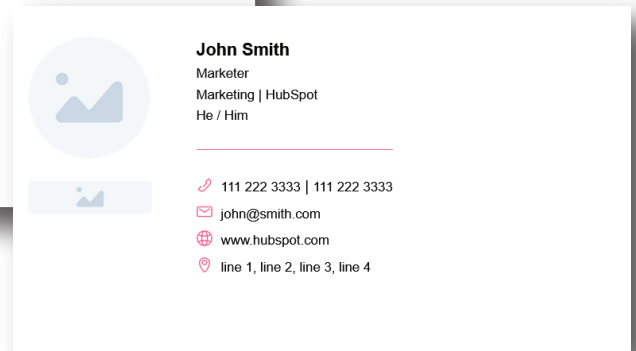 John Smith
Marketer
Marketing | HubSpot
He / Him
111 222 3333 | 111 222 3333
john@smith.com
www.hubspot.com
line 1, line 2, line 3, line 4